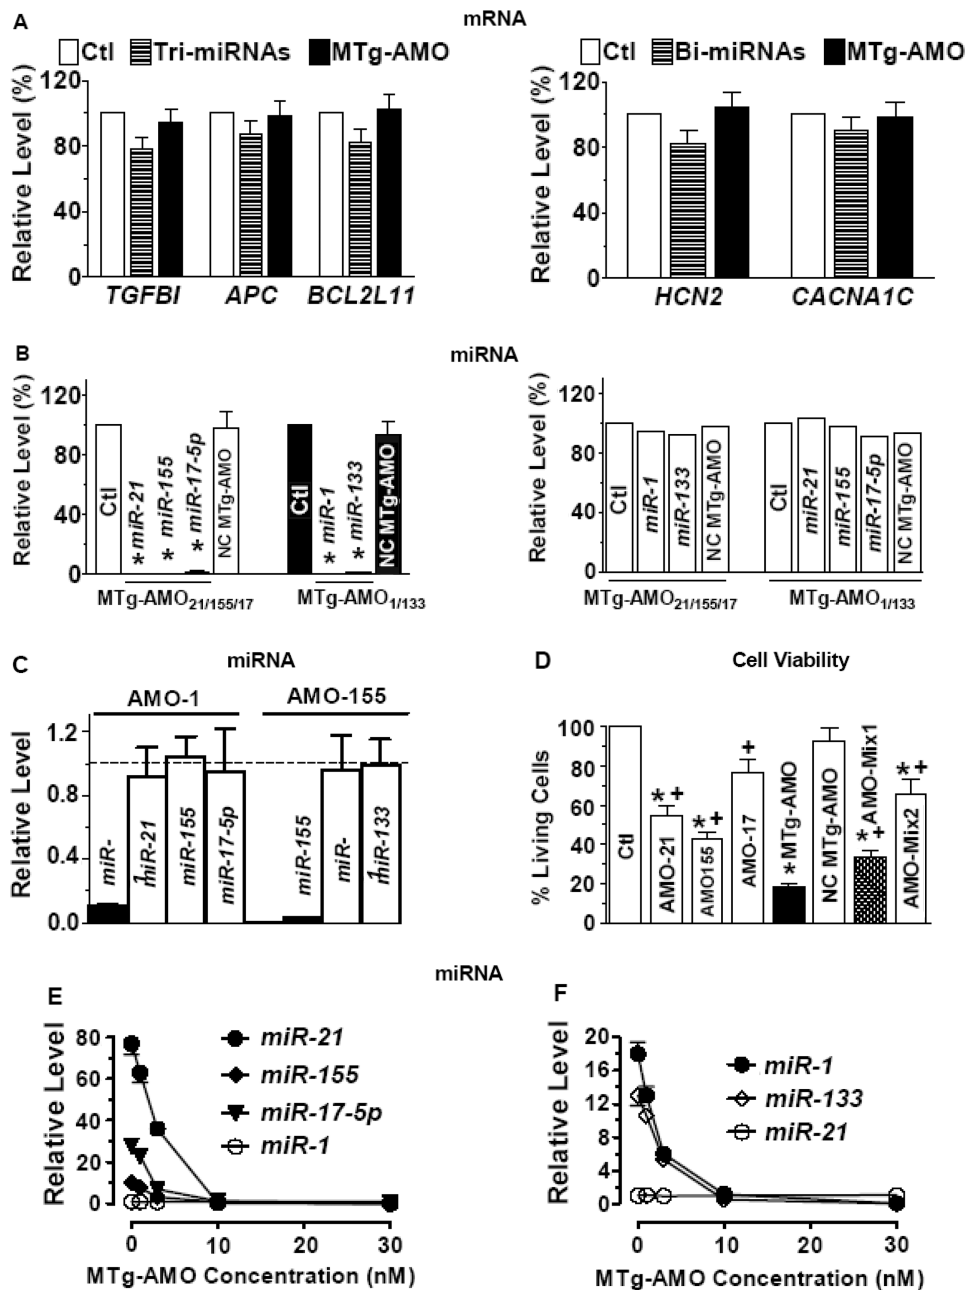 A
mRNA
Ctl Tri-miRNAs MTg-AMO
Relative Level (%)
120
80
40
0
TGFBI APC BCL2L11
Ctl Bi-miRNAs MTg-AMO
Relative Level (%)
120
80
40
0
HCN2 CACNA1C
B
miRNA
Relative Level (%)
120
80
40
0
Ctl
* miR-21
* miR-155
* miR-17-5p
NC MTg-AMO
Ctl
* miR-1
* miR-133
NC MTg-AMO
MTg-AMO21/155/17
MTg-AMO1/133
Relative Level (%)
120
80
40
0
Ctl
miR-1
miR-133
NC MTg-AMO
Ctl
miR-21
miR-155
miR-17-5p
NC MTg-AMO
MTg-AMO21/155/17
MTg-AMO1/133
C
miRNA
AMO-1
AMO-155
Relative Level
1.2
0.8
0.4
0.0
miR-
1
miR-21
miR-155
miR-17-5p
miR-155
miR-
1
miR-133
D
Cell Viability
% Living Cells
100
80
60
40
20
0
Ctl
*+
AMO-21
*+
AMO155
+
AMO-17
*MTg-AMO
NC MTg-AMO
*+
AMO-Mix1
*+
AMO-Mix2
miRNA
E
Relative Level
80
60
40
20
0
miR-21
miR-155
miR-17-5p
miR-1
0 10 20 30
MTg-AMO Concentration (nM)
F
Relative Level
20
16
12
8
4
0
miR-1
miR-133
miR-21
0 10 20 30
MTg-AMO Concentration (nM)